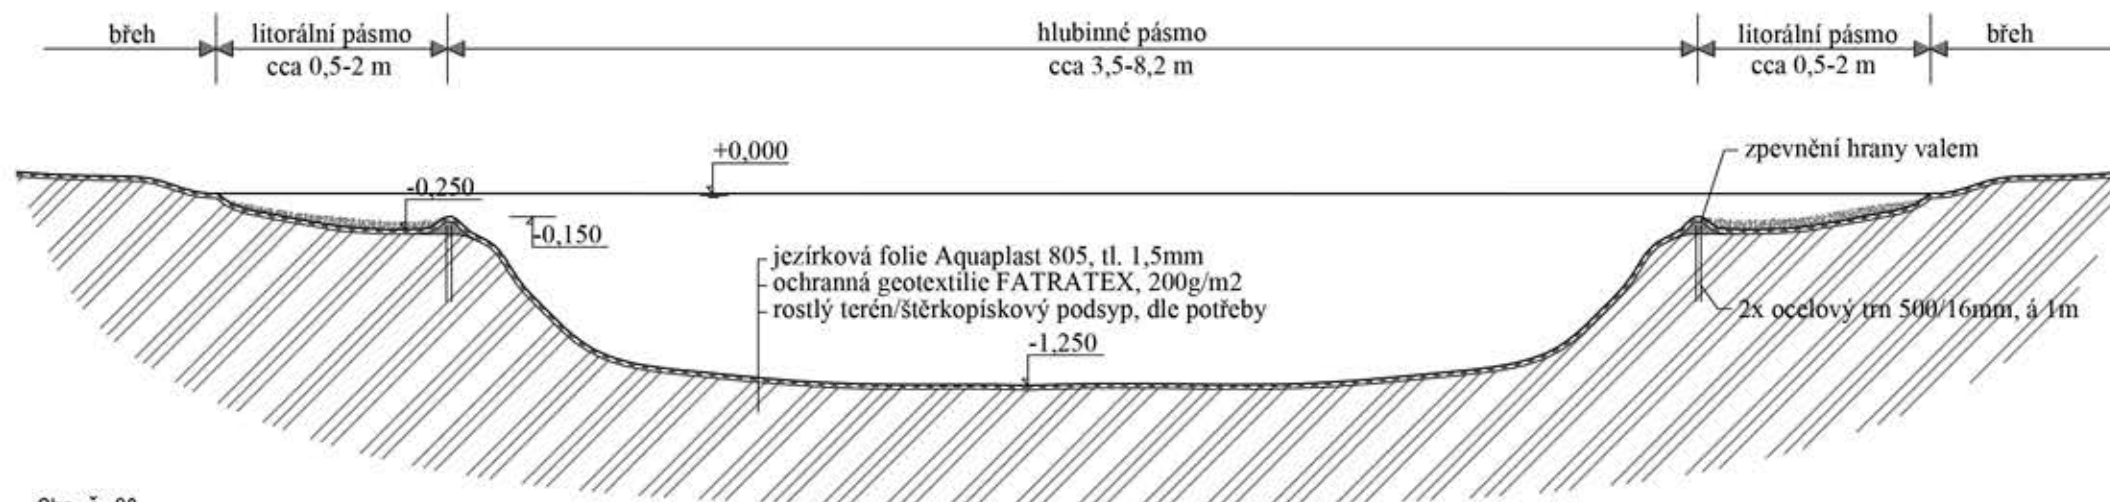 břeh
litorální pásmo
cca 0,5-2 m
hlubinné pásmo
cca 3,5-8,2 m
litorální pásmo
cca 0,5-2 m
břeh
+0,000
zpevnění hrany valem
-0,250
-0,150
jezírková folie Aquaplast 805, tl. 1,5mm
ochranná geotextilie FATRATEX, 200g/m2
rostlý terén/štěrkopískový podsyp, dle potřeby
2x ocelový trn 500/16mm, á 1m
-1,250